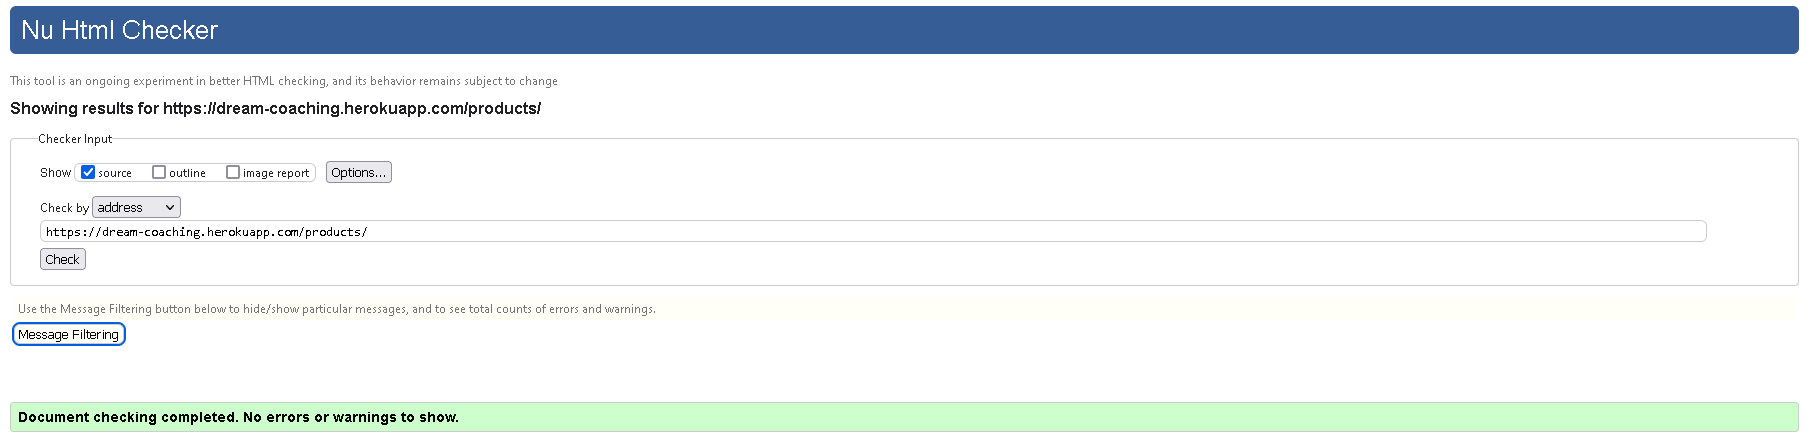 Nu Html Checker
This tool is an ongoing experiment in better HTML checking, and its behavior remains subject to change
Showing results for https://dream-coaching.herokuapp.com/products/
Checker Input
Show source outline image report Options...
Check by address
https://dream-coaching.herokuapp.com/products/
Check
Use the Message Filtering button below to hide/show particular messages, and to see total counts of errors and warnings.
Message Filtering
Document checking completed. No errors or warnings to show.